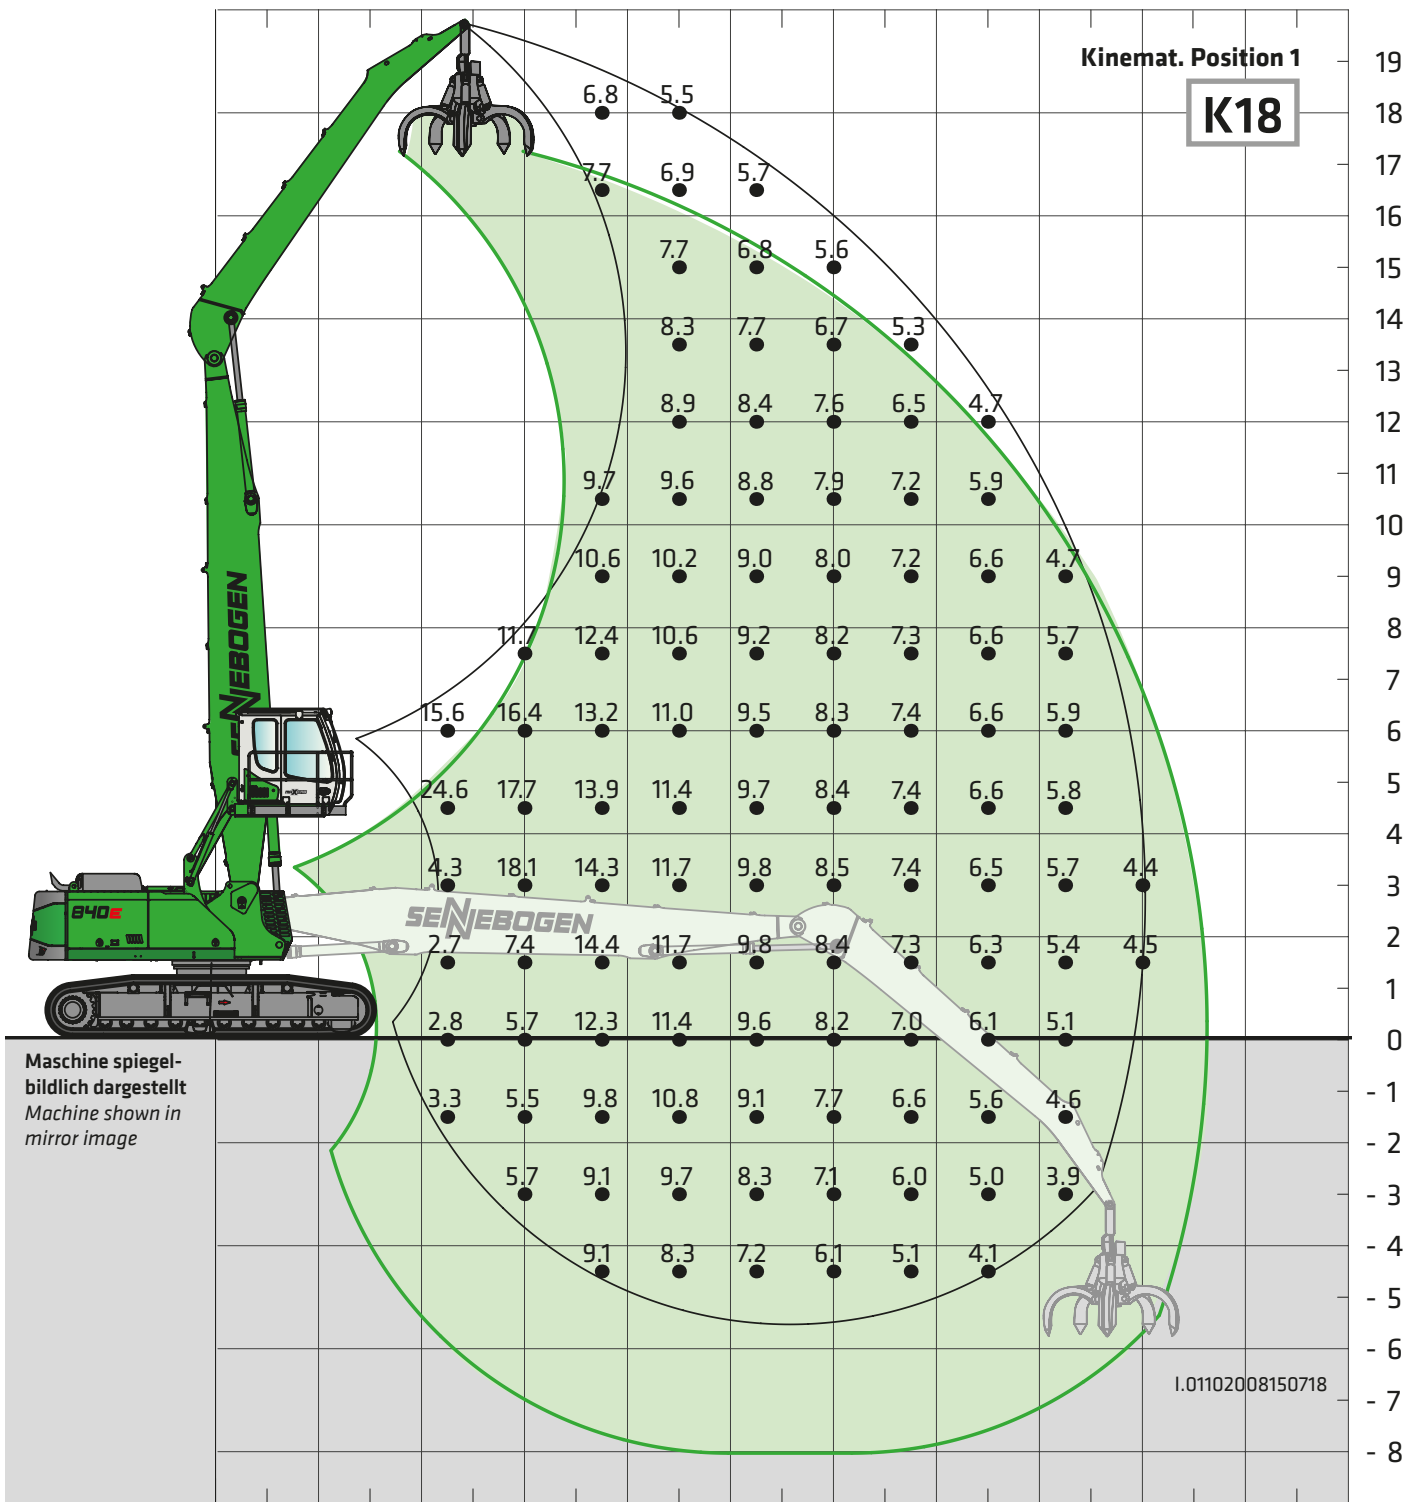 Kinemat. Position 1
K18
19
6.8 5.5
18
17
7.7 6.9 5.7
16
7.7 6.8 5.6
15
14
8.3 7.7 6.7 5.3
13
8.9 8.4 7.6 6.5 4.7
12
11
9.7 9.6 8.8 7.9 7.2 5.9
10
10.6 10.2 9.0 8.0 7.2 6.6 4.7
9
8
11.7 12.4 10.6 9.2 8.2 7.3 6.6 5.7
7
SENNEBOGEN
15.6 16.4 13.2 11.0 9.5 8.3 7.4 6.6 5.9
6
24.6 17.7 13.9 11.4 9.7 8.4 7.4 6.6 5.8
5
4
4.3 18.1 14.3 11.7 9.8 8.5 7.4 6.5 5.7 4.4
3
840E
SENNEBOGEN
2
2.7 7.4 14.4 11.7 9.8 8.4 7.3 6.3 5.4 4.5
1
2.8 5.7 12.3 11.4 9.6 8.2 7.0 6.1 5.1
0
Maschine spiegel-
bildlich dargestellt
Machine shown in
mirror image
- 1
3.3 5.5 9.8 10.8 9.1 7.7 6.6 5.6 4.6
- 2
5.7 9.1 9.7 8.3 7.1 6.0 5.0 3.9
- 3
- 4
9.1 8.3 7.2 6.1 5.1 4.1
- 5
- 6
I.01102008150718
- 7
- 8